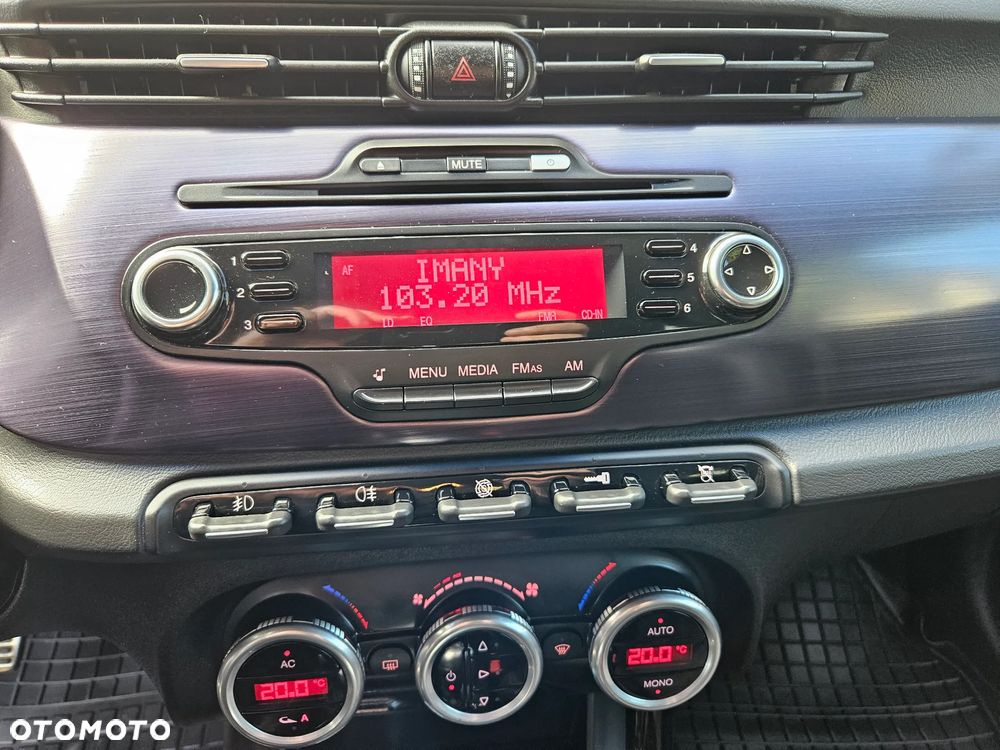 MUTE
1
2
3
AF
IMANY
103.20 MHz
LD EQ FMA CD-IN
4
5
6
MENU MEDIA FMAS AM
AC
20.0 °C
A
AUTO
20.0 °C
MONO
OTOMOTO